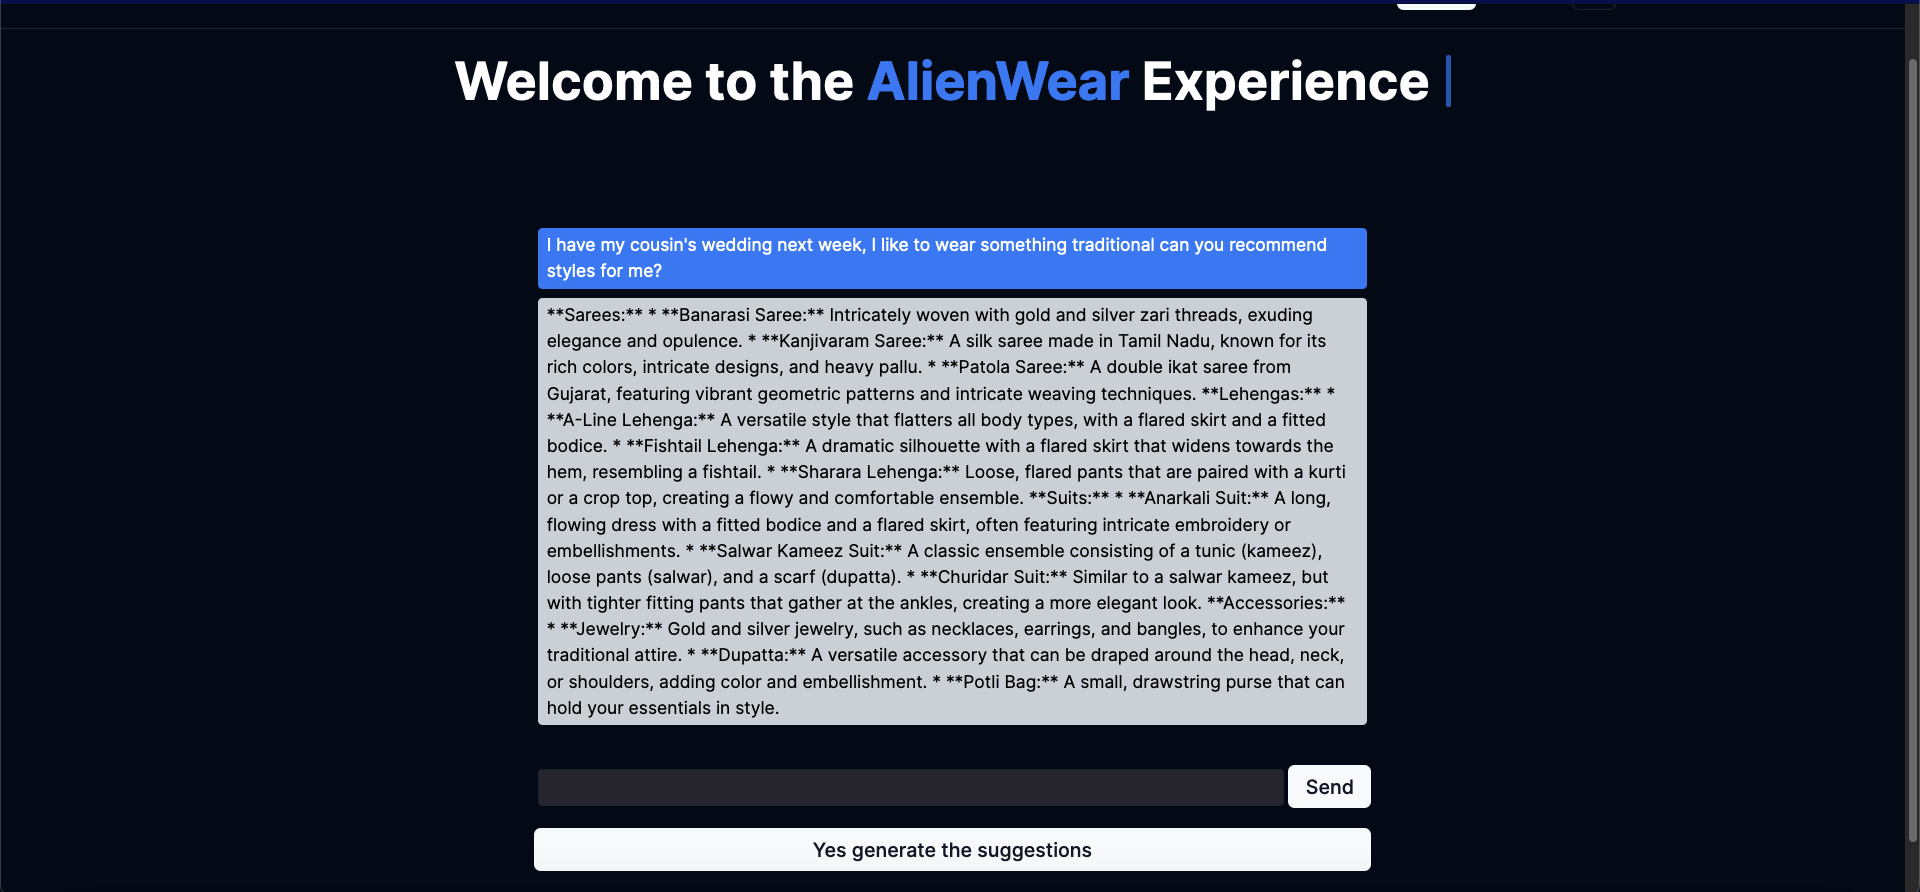 Welcome to the AlienWear Experience
I have my cousin's wedding next week, I like to wear something traditional can you recommend
styles for me?
**Sarees:** * **Banarasi Saree:** Intricately woven with gold and silver zari threads, exuding
elegance and opulence. * **Kanjivaram Saree:** A silk saree made in Tamil Nadu, known for its
rich colors, intricate designs, and heavy pallu. * **Patola Saree:** A double ikat saree from
Gujarat, featuring vibrant geometric patterns and intricate weaving techniques. **Lehengas:** *
**A-Line Lehenga:** A versatile style that flatters all body types, with a flared skirt and a fitted
bodice. * **Fishtail Lehenga:** A dramatic silhouette with a flared skirt that widens towards the
hem, resembling a fishtail. * **Sharara Lehenga:** Loose, flared pants that are paired with a kurti
or a crop top, creating a flowy and comfortable ensemble. **Suits:** * **Anarkali Suit:** A long,
flowing dress with a fitted bodice and a flared skirt, often featuring intricate embroidery or
embellishments. * **Salwar Kameez Suit:** A classic ensemble consisting of a tunic (kameez),
loose pants (salwar), and a scarf (dupatta). * **Churidar Suit:** Similar to a salwar kameez, but
with tighter fitting pants that gather at the ankles, creating a more elegant look. **Accessories:**
* **Jewelry:** Gold and silver jewelry, such as necklaces, earrings, and bangles, to enhance your
traditional attire. * **Dupatta:** A versatile accessory that can be draped around the head, neck,
or shoulders, adding color and embellishment. * **Potli Bag:** A small, drawstring purse that can
hold your essentials in style.
Send
Yes generate the suggestions